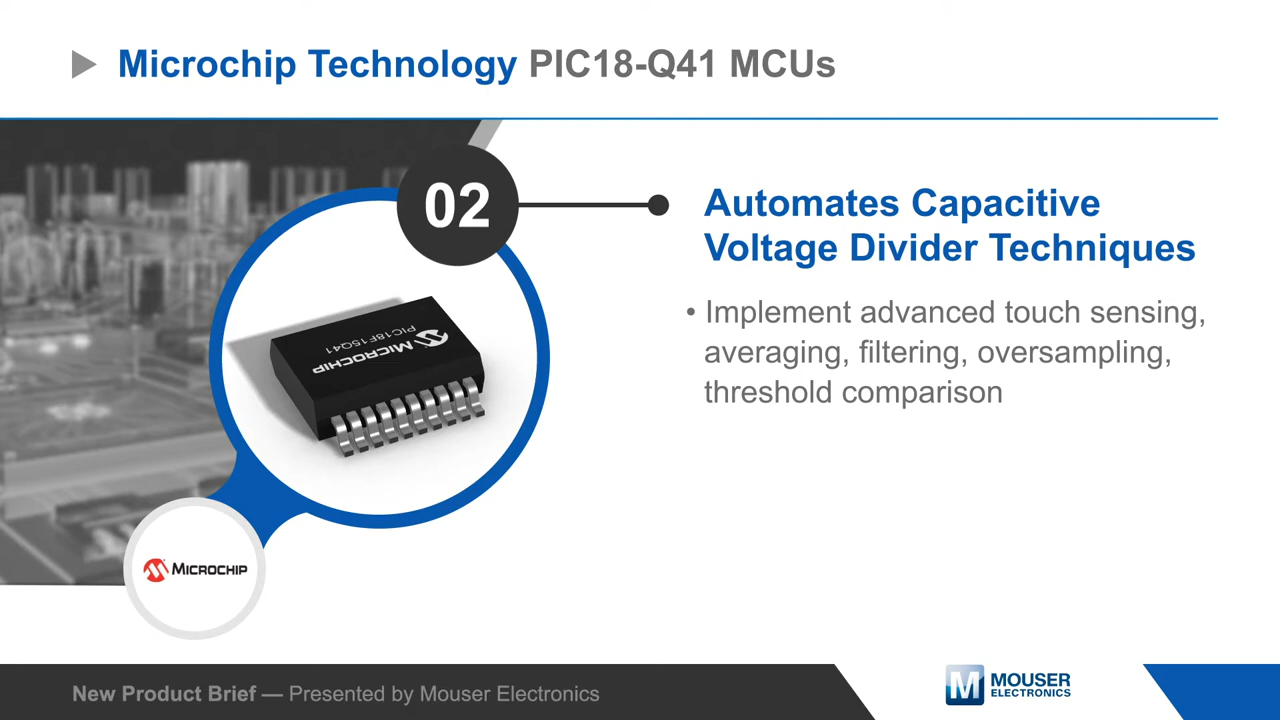 Microchip Technology PIC18-Q41 MCUs
02
Automates Capacitive
Voltage Divider Techniques
• Implement advanced touch sensing,
averaging, filtering, oversampling,
threshold comparison
MICROCHIP
PIC18F15Q41
MICROCHIP
New Product Brief — Presented by Mouser Electronics
M MOUSER
ELECTRONICS